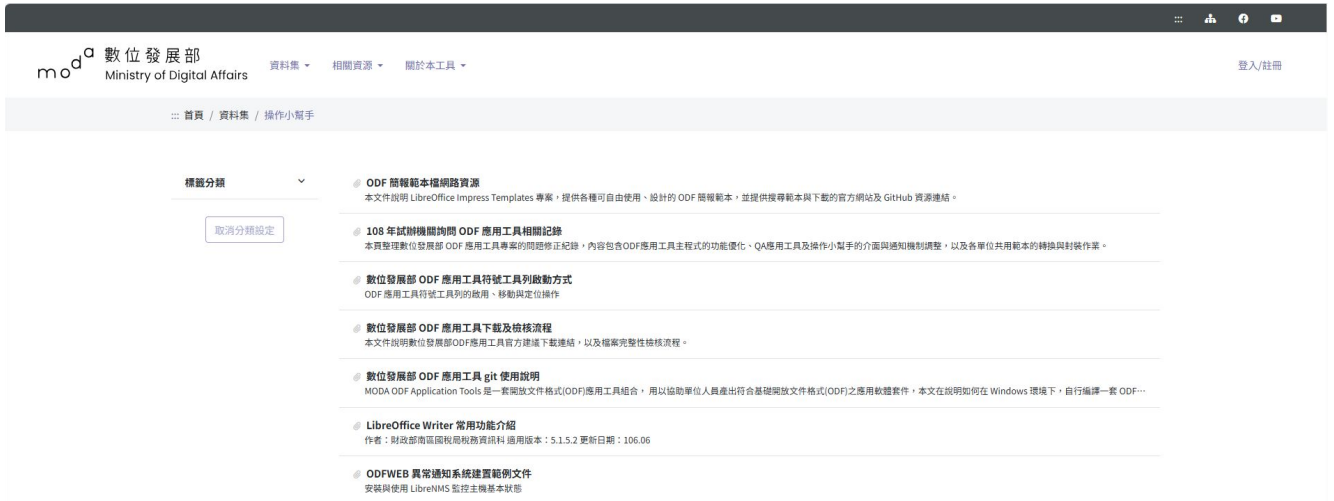 :::
moda 數位發展部
Ministry of Digital Affairs
資料集 相關資源 關於本工具 登入/註冊
::: 首頁 / 資料集 / 操作小幫手
標籤分類
取消分類設定
ODF 簡報範本檔網路資源
本文件說明 LibreOffice Impress Templates 專案，提供各種可自由使用、設計的 ODF 簡報範本，並提供搜尋範本與下載的官方網站及 GitHub 資源連結。
108 年試辦機關詢問 ODF 應用工具相關記錄
本頁整理數位發展部 ODF 應用工具專案的問題修正紀錄，內容包含ODF應用工具主程式的功能優化、QA應用工具及操作小幫手的介面與通知機制調整，以及各單位共用範本的轉換與封裝作業。
數位發展部 ODF 應用工具符號工具列啟動方式
ODF 應用工具符號工具列的啟用、移動與定位操作
數位發展部 ODF 應用工具下載及檢核流程
本文件說明數位發展部ODF應用工具官方建議下載連結，以及檔案完整性檢核流程。
數位發展部 ODF 應用工具 git 使用說明
MODA ODF Application Tools 是一套開放文件格式(ODF)應用工具組合， 用以協助單位人員產出符合基礎開放文件格式(ODF)之應用軟體套件，本文在說明如何在 Windows 環境下，自行編譯一套 ODF…
LibreOffice Writer 常用功能介紹
作者：財政部南區國稅局稅務資訊科 適用版本：5.1.5.2 更新日期：106.06
ODFWEB 異常通知系統建置範例文件
安裝與使用 LibreNMS 監控主機基本狀態